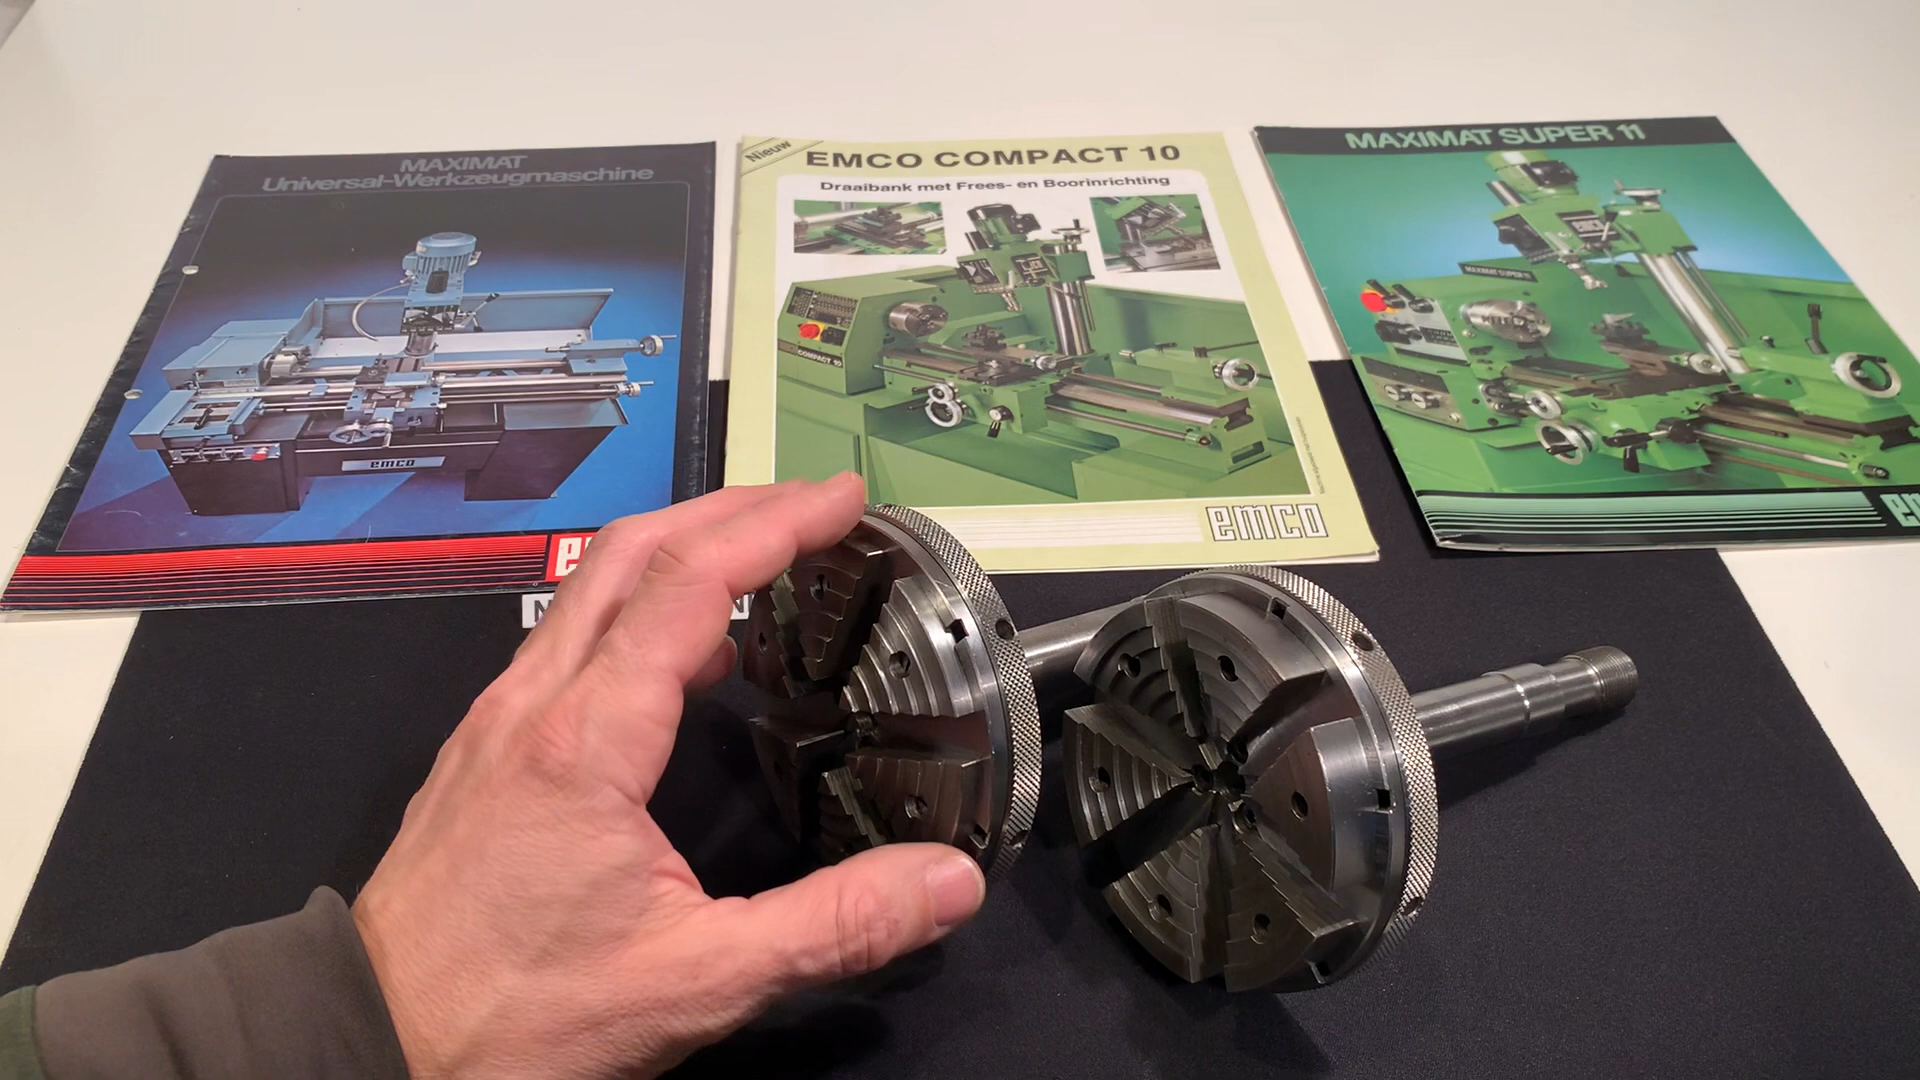 MAXIMAT
Universal-Werkzeugmaschine
emco
Nieuw
EMCO COMPACT 10
Draaibank met Frees- en Boorinrichting
COMPACT 10
emco
MAXIMAT SUPER 11
MAXIMAT SUPER 11
emco